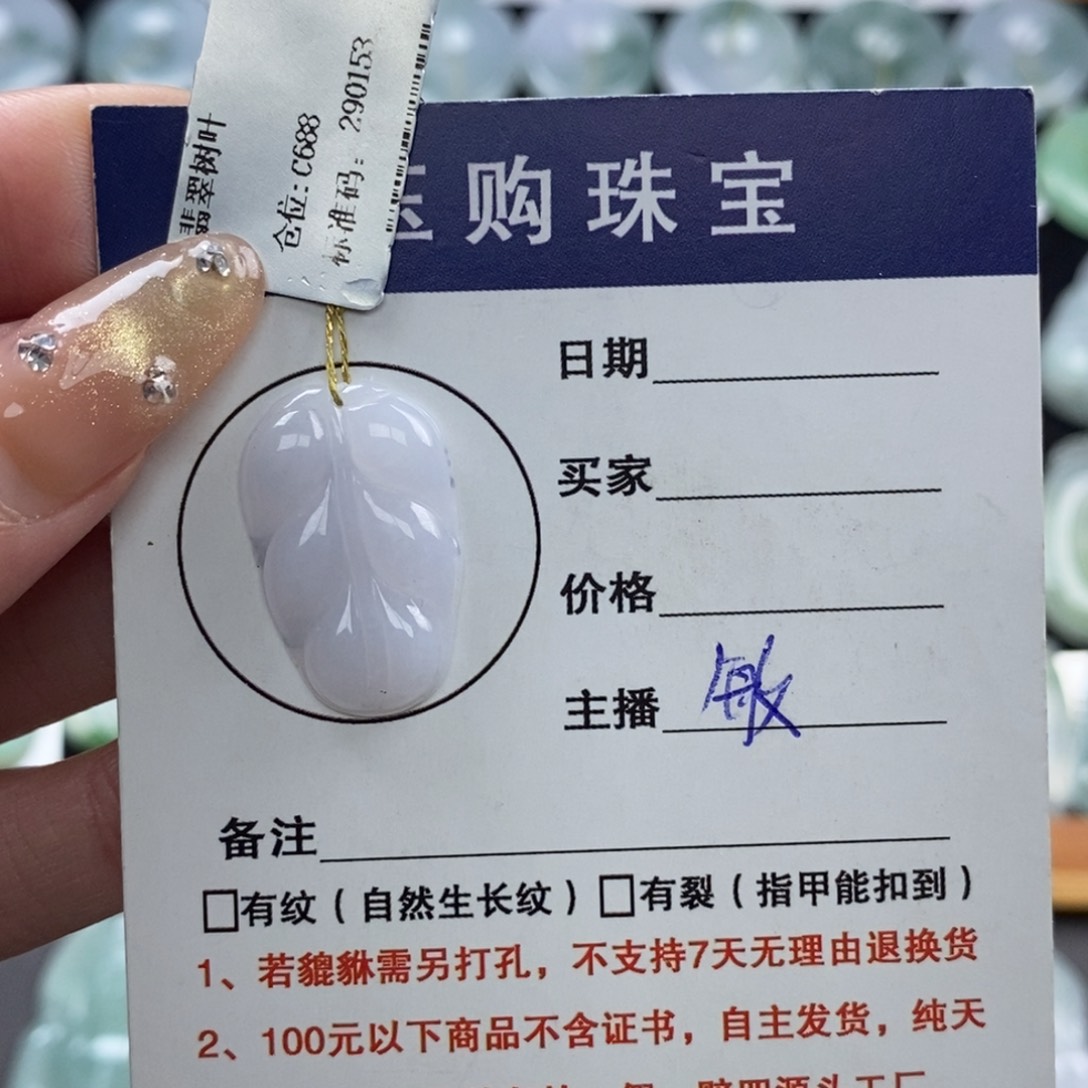 翡翠树叶
仓位:C688
标准码：290153
购珠宝
日期
买家
价格
主播 敏
备注
□有纹（自然生长纹）□有裂（指甲能扣到）
1、若貔貅需另打孔，不支持7天无理由退换货
2、100元以下商品不含证书，自主发货，纯天